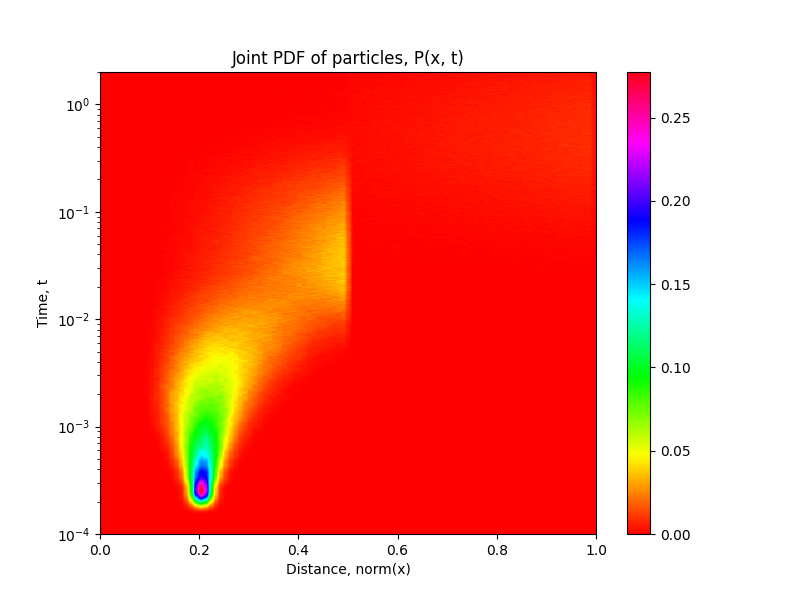 Joint PDF of particles, P(x, t)
Time, t
10⁰
10⁻¹
10⁻²
10⁻³
10⁻⁴
0.0 0.2 0.4 0.6 0.8 1.0
Distance, norm(x)
0.25
0.20
0.15
0.10
0.05
0.00